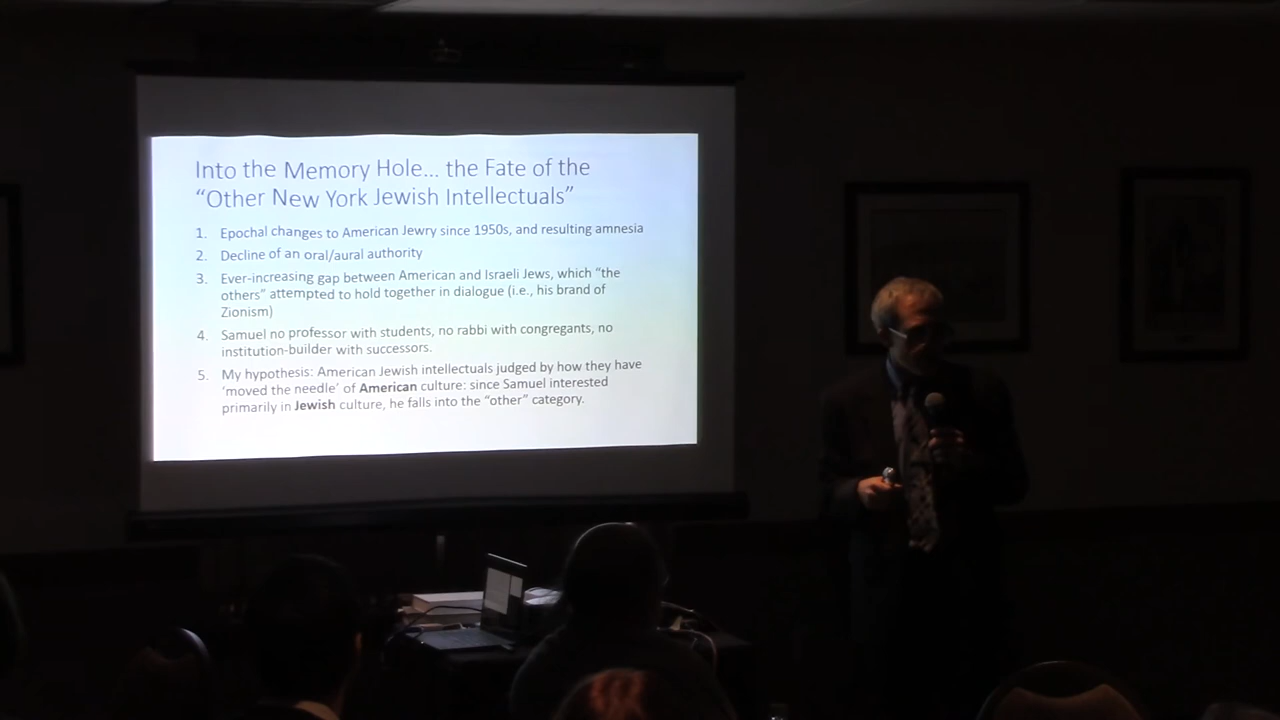 Into the Memory Hole... the Fate of the
“Other New York Jewish Intellectuals”
1. Epochal changes to American Jewry since 1950s, and resulting amnesia
2. Decline of an oral/aural authority
3. Ever-increasing gap between American and Israeli Jews, which “the
others” attempted to hold together in dialogue (i.e., his brand of
Zionism)
4. Samuel no professor with students, no rabbi with congregants, no
institution-builder with successors.
5. My hypothesis: American Jewish intellectuals judged by how they have
‘moved the needle’ of American culture: since Samuel interested
primarily in Jewish culture, he falls into the “other” category.